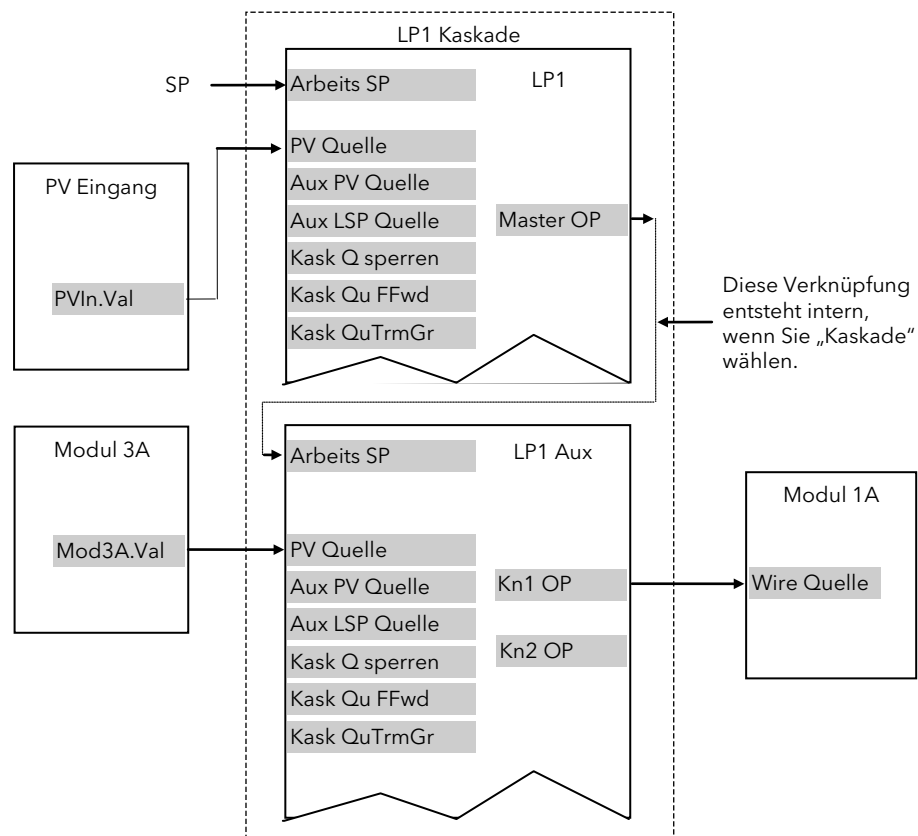 LP1 Kaskade
SP
Arbeits SP
LP1
PV Quelle
Aux PV Quelle
Aux LSP Quelle
Master OP
Kask Q sperren
Kask Qu FFwd
Kask QuTrmGr
PV Eingang
PVIn.Val
Diese Verknüpfung
entsteht intern,
wenn Sie „Kaskade“
wählen.
Modul 3A
Mod3A.Val
Arbeits SP
LP1 Aux
PV Quelle
Aux PV Quelle
Kn1 OP
Aux LSP Quelle
Kn2 OP
Kask Q sperren
Kask Qu FFwd
Kask QuTrmGr
Modul 1A
Wire Quelle